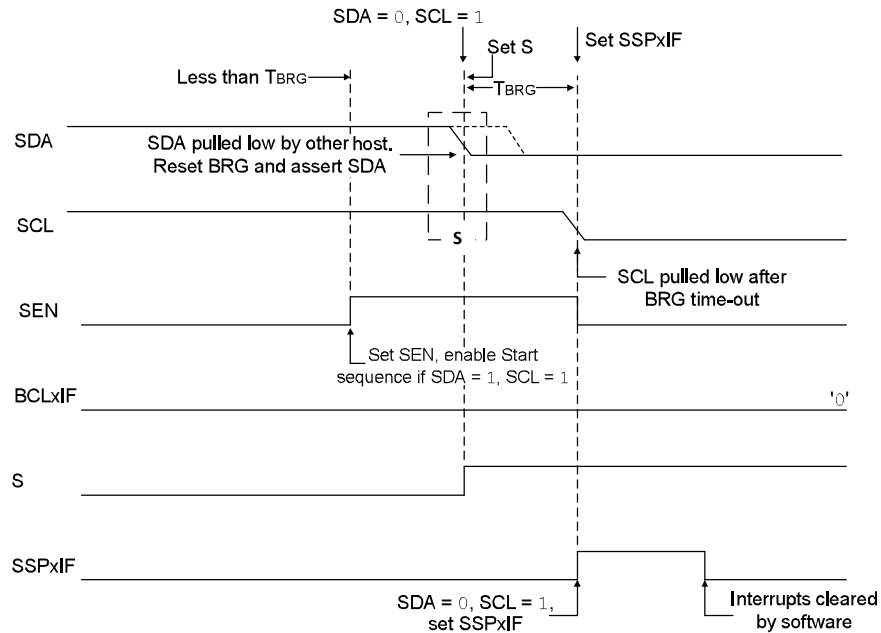 SDA = 0, SCL = 1
Set S
Set SSPxIF
Less than TBRG
TBRG
SDA
SDA pulled low by other host.
Reset BRG and assert SDA
SCL
S
SCL pulled low after
BRG time-out
SEN
Set SEN, enable Start
sequence if SDA = 1, SCL = 1
BCLxIF
'0'
S
SSPxIF
SDA = 0, SCL = 1,
set SSPxIF
Interrupts cleared
by software